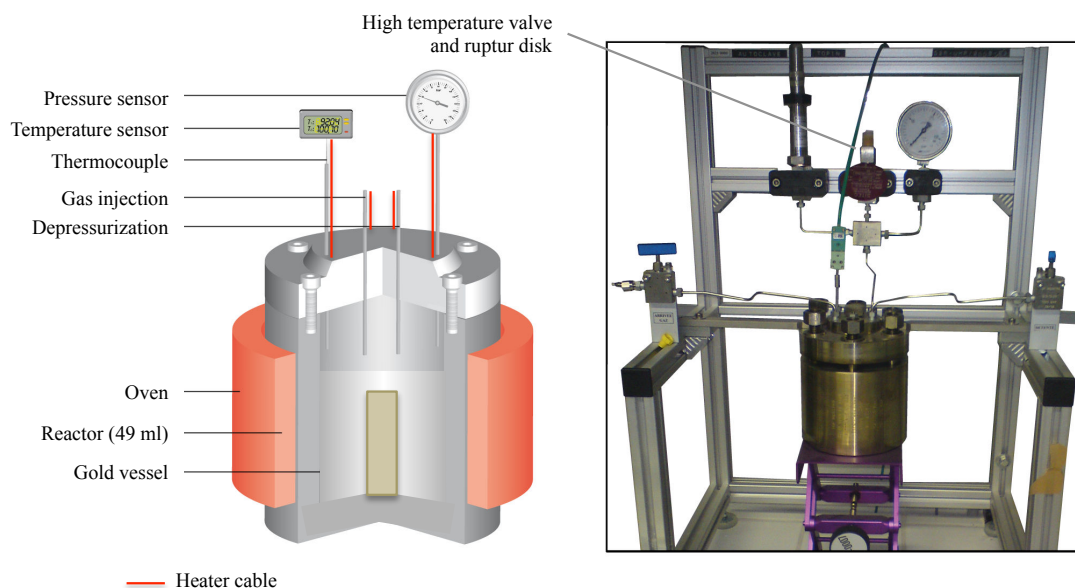 High temperature valve
and ruptur disk
Pressure sensor
Temperature sensor
Thermocouple
Gas injection
Depressurization
Oven
Reactor (49 ml)
Gold vessel
Heater cable